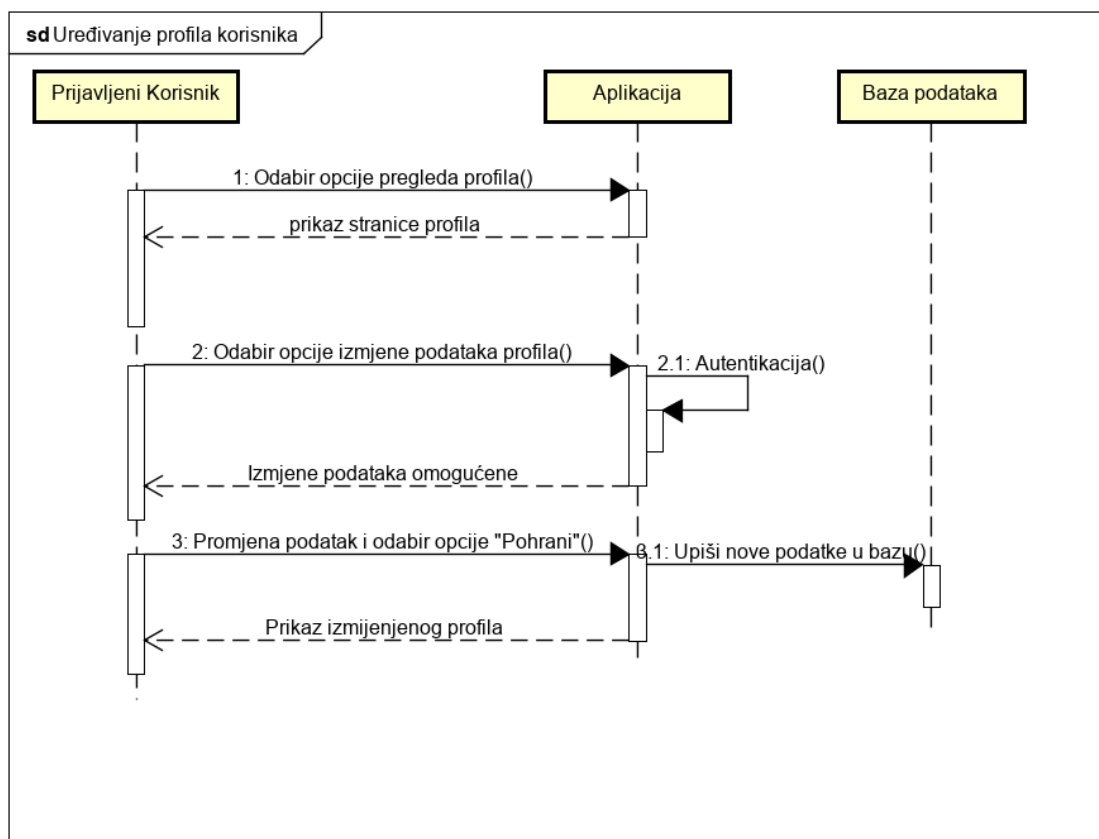 sd Uređivanje profila korisnika
Prijavljeni Korisnik
Aplikacija
Baza podataka
1: Odabir opcije pregleda profila()
prikaz stranice profila
2: Odabir opcije izmjene podataka profila()
2.1: Autentikacija()
Izmjene podataka omogućene
3: Promjena podatak i odabir opcije "Pohrani"()
3.1: Upiši nove podatke u bazu()
Prikaz izmijenjenog profila